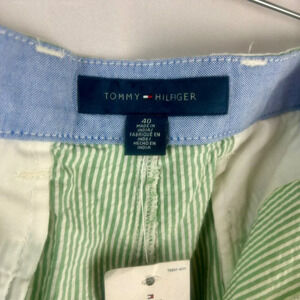 TOMMY HILFIGER
40
MADE IN
INDIA/
FABRIQUE EN
INDE/
HECHO EN
INDIA